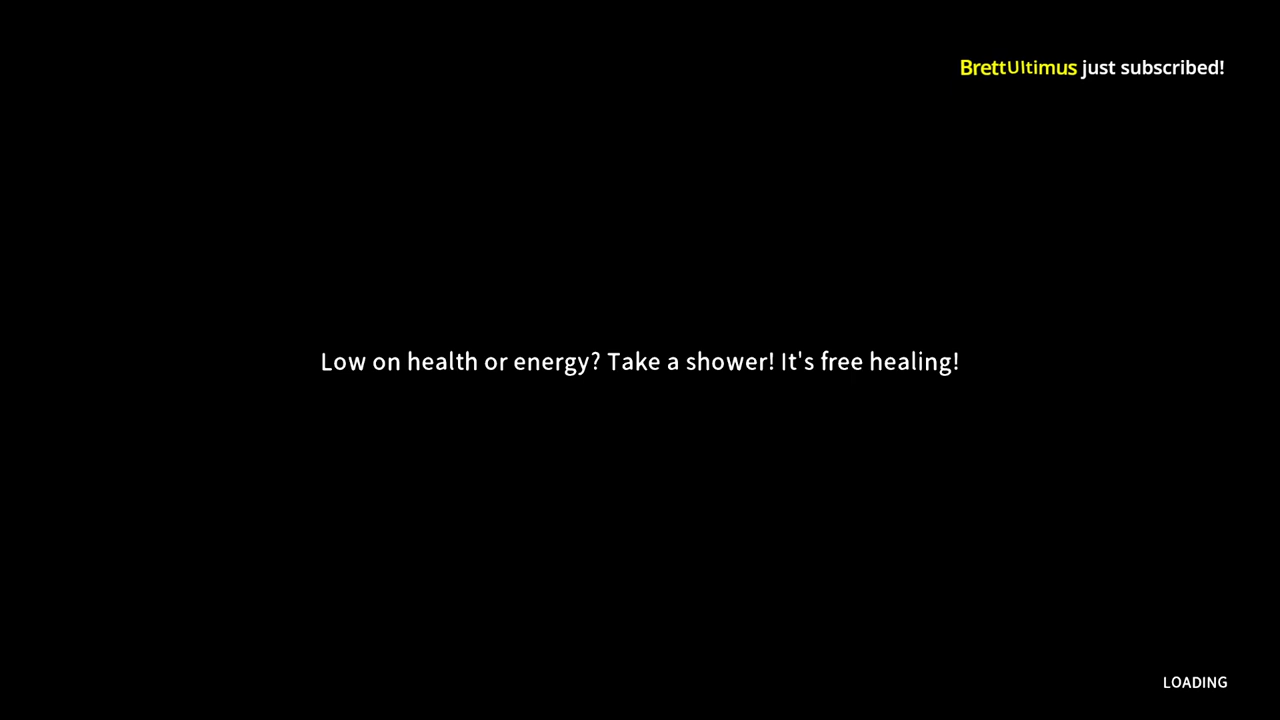 BrettUltimus just subscribed!
Low on health or energy? Take a shower! It's free healing!
LOADING